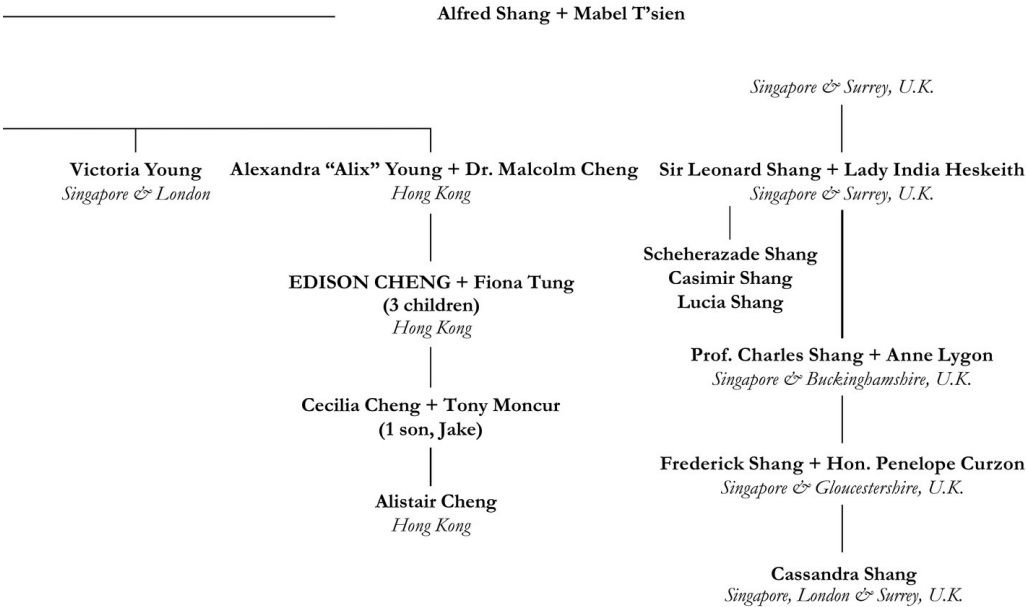 Alfred Shang + Mabel T’sien
Singapore & Surrey, U.K.
Victoria Young
Singapore & London
Alexandra “Alix” Young + Dr. Malcolm Cheng
Hong Kong
EDISON CHENG + Fiona Tung
(3 children)
Hong Kong
Cecilia Cheng + Tony Moncur
(1 son, Jake)
Alistair Cheng
Hong Kong
Sir Leonard Shang + Lady India Heskeith
Singapore & Surrey, U.K.
Scheherazade Shang
Casimir Shang
Lucia Shang
Prof. Charles Shang + Anne Lygon
Singapore & Buckinghamshire, U.K.
Frederick Shang + Hon. Penelope Curzon
Singapore & Gloucestershire, U.K.
Cassandra Shang
Singapore, London & Surrey, U.K.